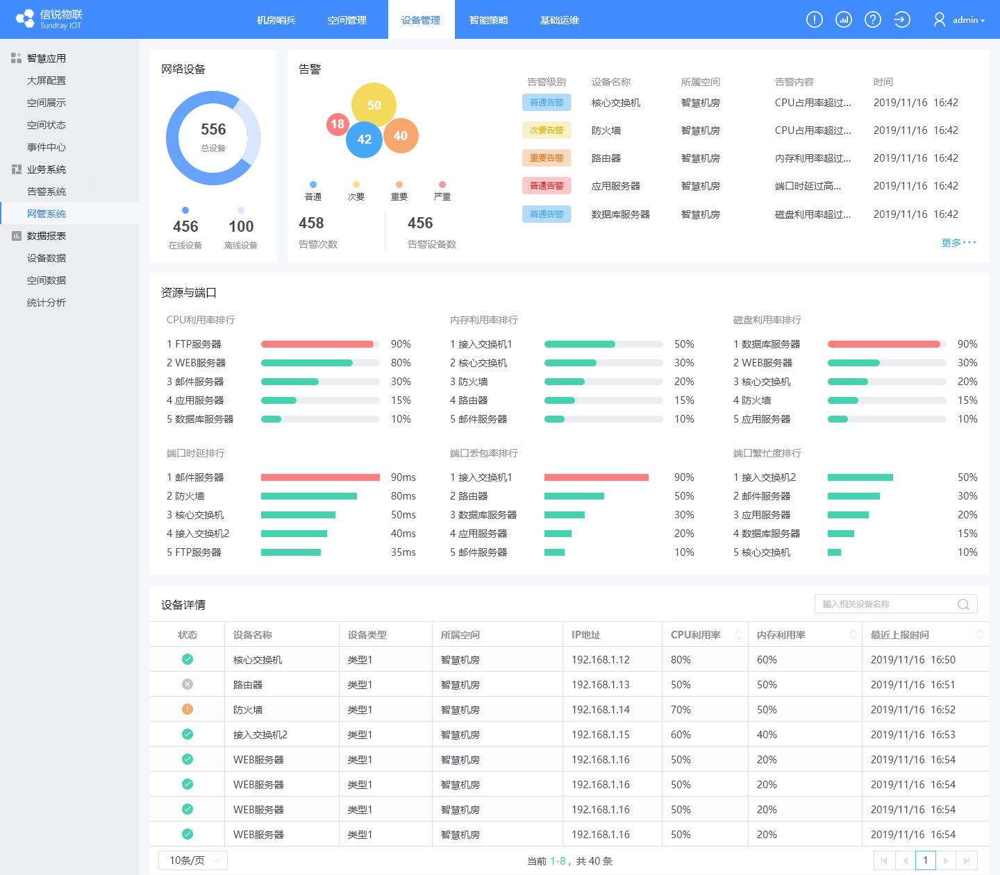 信锐物联
Sundray IOT
机房哨兵 空间管理 设备管理 智能策略 基础运维
admin
智慧应用
大屏配置
空间展示
空间状态
事件中心
业务系统
告警系统
网管系统
数据报表
设备数据
空间数据
统计分析
网络设备
556
总设备
456 100
在线设备 离线设备
告警
50
18
42
40
普通 次要 重要 严重
458 456
告警次数 告警设备数
告警级别 设备名称 所属空间 告警内容 时间
普通告警 核心交换机 智慧机房 CPU占用率超过... 2019/11/16 16:42
次要告警 防火墙 智慧机房 CPU占用率超过... 2019/11/16 16:42
重要告警 路由器 智慧机房 内存利用率超过... 2019/11/16 16:42
普通告警 应用服务器 智慧机房 端口时延过高... 2019/11/16 16:42
普通告警 数据库服务器 智慧机房 磁盘利用率超过... 2019/11/16 16:42
更多···
资源与端口
CPU利用率排行
1 FTP服务器 90%
2 WEB服务器 80%
3 邮件服务器 30%
4 应用服务器 15%
5 数据库服务器 10%
内存利用率排行
1 接入交换机1 50%
2 核心交换机 30%
3 防火墙 20%
4 路由器 15%
5 邮件服务器 10%
磁盘利用率排行
1 数据库服务器 90%
2 WEB服务器 30%
3 核心交换机 20%
4 防火墙 15%
5 应用服务器 10%
端口时延排行
1 邮件服务器 90ms
2 防火墙 80ms
3 核心交换机 50ms
4 接入交换机2 40ms
5 FTP服务器 35ms
端口丢包率排行
1 接入交换机1 90%
2 路由器 50%
3 数据库服务器 30%
4 应用服务器 20%
5 邮件服务器 10%
端口繁忙度排行
1 接入交换机2 50%
2 邮件服务器 30%
3 应用服务器 20%
4 数据库服务器 15%
5 核心交换机 10%
设备详情
输入相关设备名称
状态 设备名称 设备类型 所属空间 IP地址 CPU利用率 内存利用率 最近上报时间
核心交换机 类型1 智慧机房 192.168.1.12 80% 60% 2019/11/16 16:50
路由器 类型1 智慧机房 192.168.1.13 50% 50% 2019/11/16 16:51
防火墙 类型1 智慧机房 192.168.1.14 70% 50% 2019/11/16 16:52
接入交换机2 类型1 智慧机房 192.168.1.15 60% 40% 2019/11/16 16:53
WEB服务器 类型1 智慧机房 192.168.1.16 50% 20% 2019/11/16 16:54
WEB服务器 类型1 智慧机房 192.168.1.16 50% 20% 2019/11/16 16:54
WEB服务器 类型1 智慧机房 192.168.1.16 50% 20% 2019/11/16 16:54
WEB服务器 类型1 智慧机房 192.168.1.16 50% 20% 2019/11/16 16:54
10条/页 当前 1-8 , 共 40 条 1